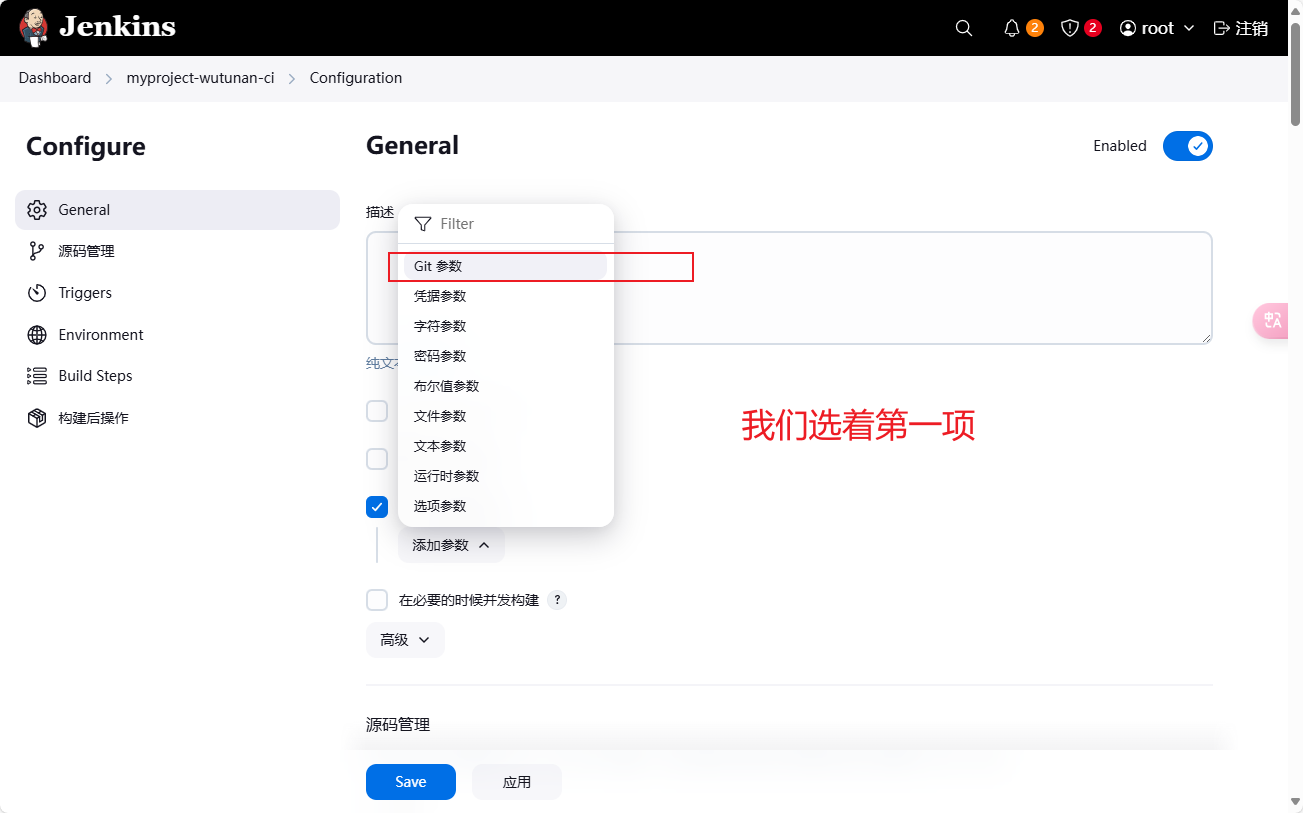 Jenkins
2
2
root
注销
Dashboard
myproject-wutunan-ci
Configuration
Configure
General
Enabled
General
源码管理
Triggers
Environment
Build Steps
构建后操作
描述
Filter
Git 参数
凭据参数
字符参数
密码参数
布尔值参数
文件参数
文本参数
运行时参数
选项参数
纯文
我们选着第一项
添加参数
在必要的时候并发构建 ?
高级
源码管理
Save
应用